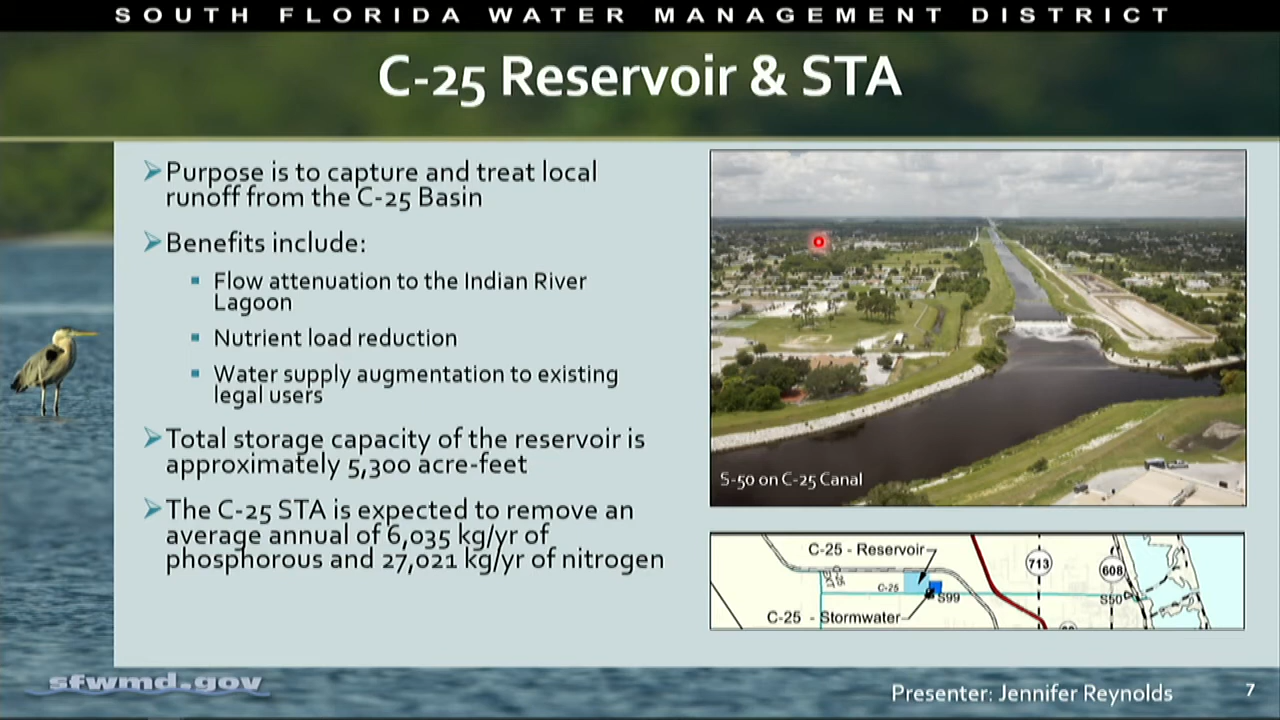 SOUTH FLORIDA WATER MANAGEMENT DISTRICT
C-25 Reservoir & STA
Purpose is to capture and treat local
runoff from the C-25 Basin
Benefits include:
Flow attenuation to the Indian River
Lagoon
Nutrient load reduction
Water supply augmentation to existing
legal users
Total storage capacity of the reservoir is
approximately 5,300 acre-feet
The C-25 STA is expected to remove an
average annual of 6,035 kg/yr of
phosphorous and 27,021 kg/yr of nitrogen
S-50 on C-25 Canal
C-25 - Reservoir
713
608
C-25
S99
S50
C-25 - Stormwater
sfwmd.gov
Presenter: Jennifer Reynolds
7